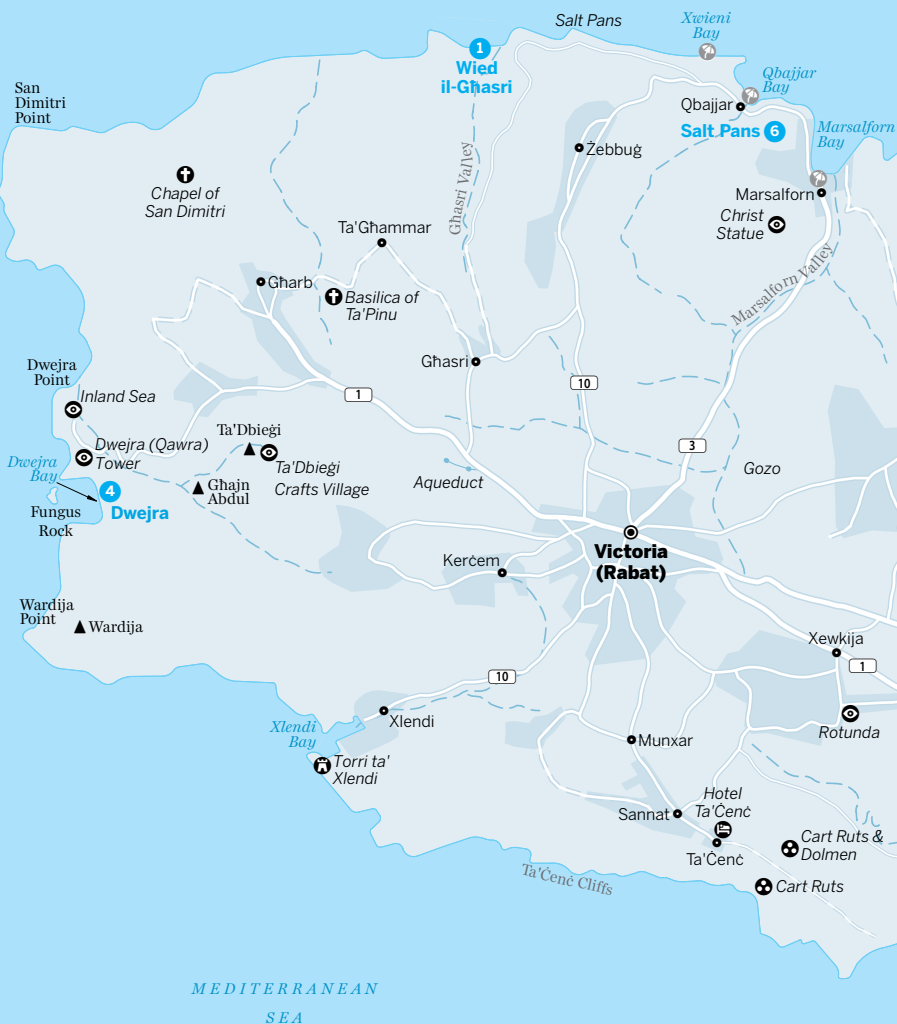 Salt Pans
Xwieni
Bay
1
Wied
il-Għasri
Qbajjar
Bay
San
Dimitri
Point
Qbajjar
Salt Pans 6
Marsalforn
Bay
Żebbuġ
Għasri Valley
Chapel of
San Dimitri
Marsalforn
Christ
Statue
Ta'Għammar
Marsalforn Valley
Għarb
Basilica of
Ta'Pinu
Għasri
Dwejra
Point
10
1
Inland Sea
Ta'Dbieġi
3
Dwejra (Qawra)
Tower
Dwejra
Bay
Ta'Dbieġi
Crafts Village
Aqueduct
Gozo
Għajn
Abdul
4
Dwejra
Fungus
Rock
Victoria
(Rabat)
Kerċem
Wardija
Point
Wardija
Xewkija
1
10
Xlendi
Xlendi
Bay
Rotunda
Munxar
Torri ta'
Xlendi
Hotel
Ta'Ċenċ
Sannat
Cart Ruts &
Dolmen
Ta'Ċenċ
Ta'Ċenċ Cliffs
Cart Ruts
MEDITERRANEAN
SEA